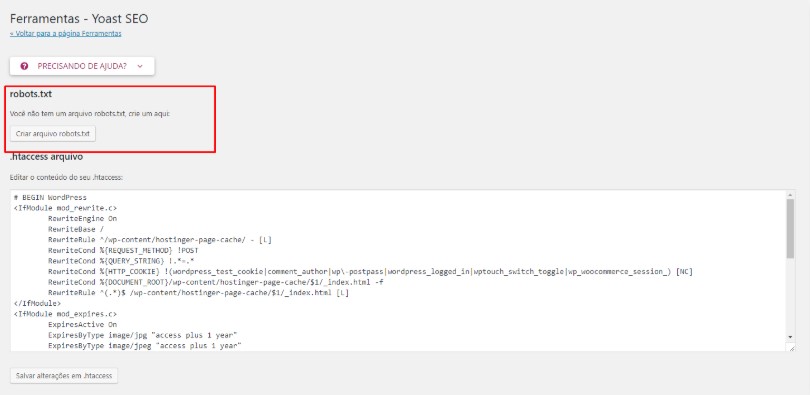 Ferramentas - Yoast SEO
« Voltar para a página Ferramentas
PRECISANDO DE AJUDA?
robots.txt
Você não tem um arquivo robots.txt, crie um aqui:
Criar arquivo robots.txt
.htaccess arquivo
Editar o conteúdo do seu .htaccess:
# BEGIN WordPress
<IfModule mod_rewrite.c>
RewriteEngine On
RewriteBase /
RewriteRule ^/wp-content/hostinger-page-cache/ - [L]
RewriteCond %{REQUEST_METHOD} !POST
RewriteCond %{QUERY_STRING} !.*=.*
RewriteCond %{HTTP_COOKIE} !(wordpress_test_cookie|comment_author|wp\-postpass|wordpress_logged_in|wptouch_switch_toggle|wp_woocommerce_session_) [NC]
RewriteCond %{DOCUMENT_ROOT}/wp-content/hostinger-page-cache/$1/_index.html -f
RewriteRule ^(.*)$ /wp-content/hostinger-page-cache/$1/_index.html [L]
</IfModule>
<IfModule mod_expires.c>
ExpiresActive On
ExpiresByType image/jpg "access plus 1 year"
ExpiresByType image/jpeg "access plus 1 year"
Salvar alterações em .htaccess